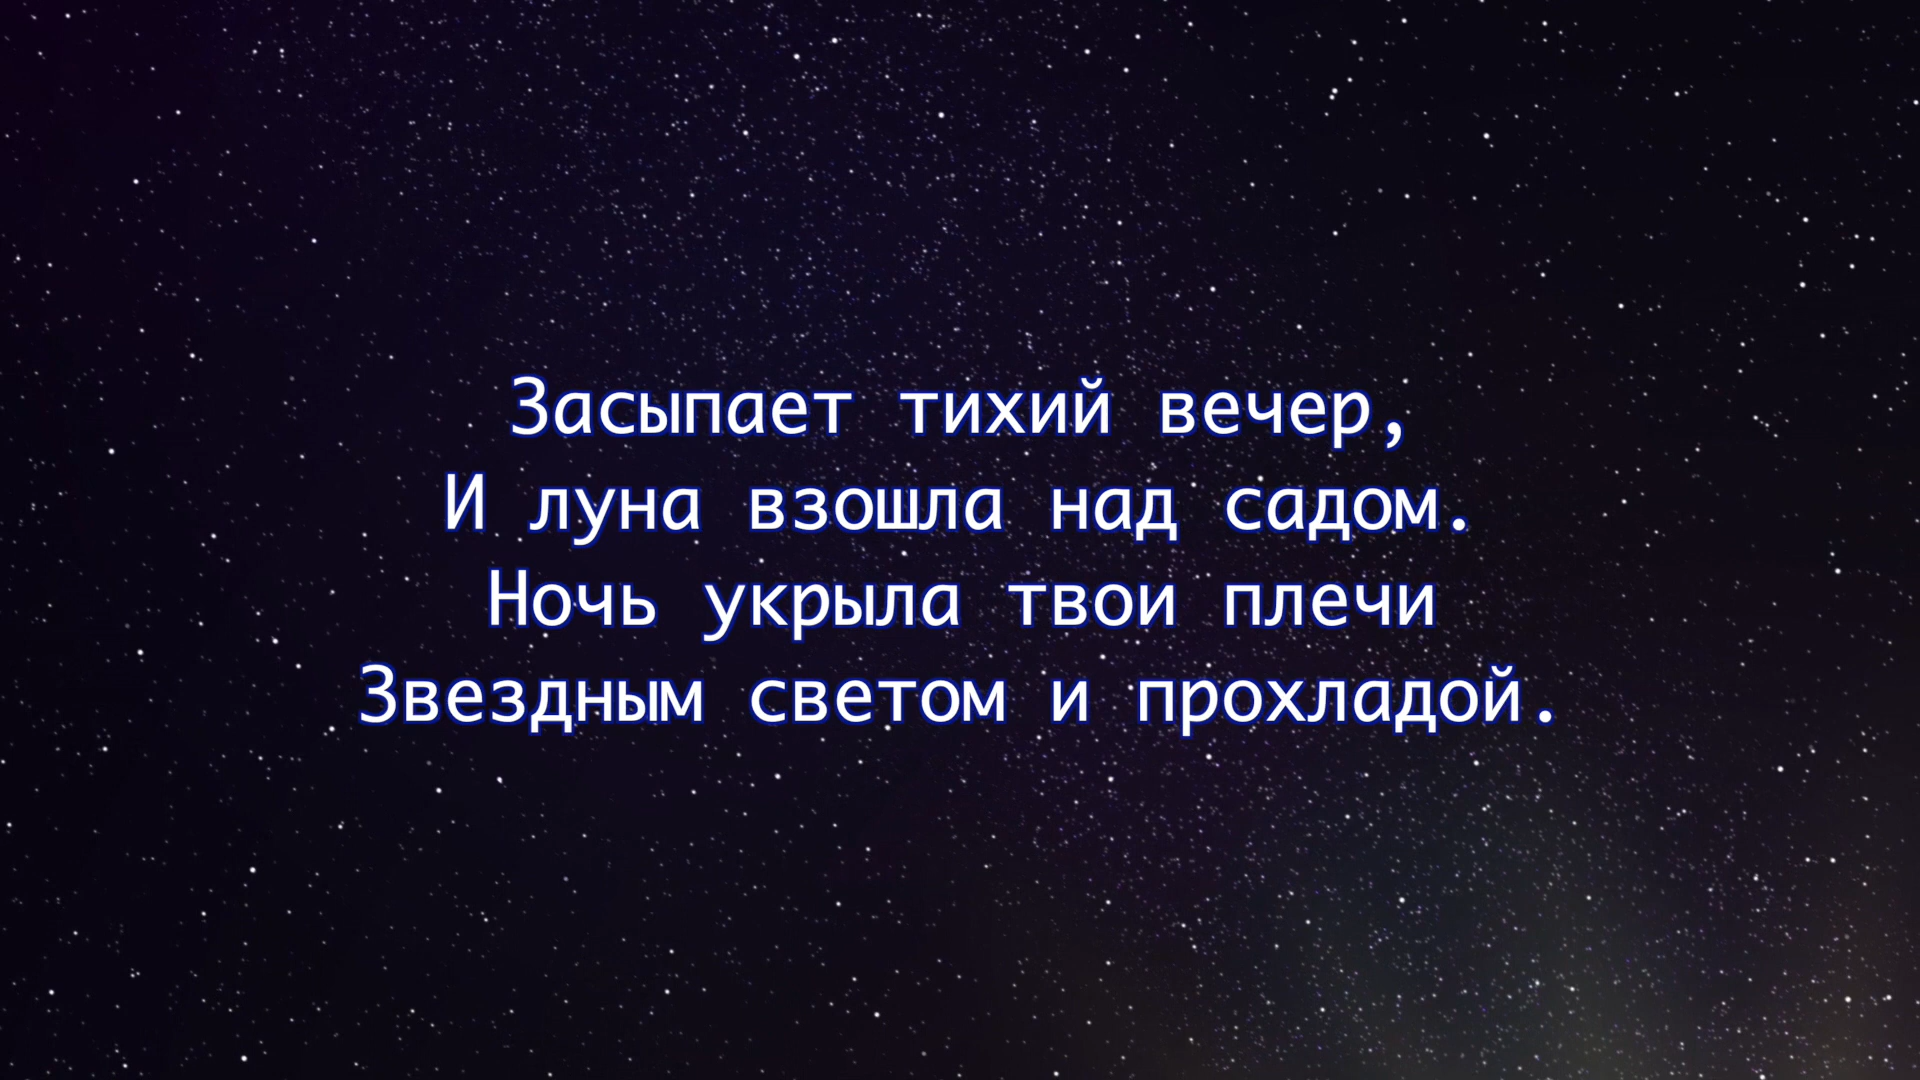 Засыпает тихий вечер,
И луна взошла над садом.
Ночь укрыла твои плечи
Звездным светом и прохладой.